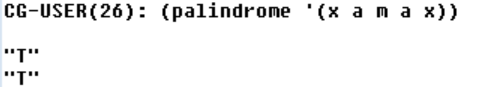 CG-USER(26): (palindrome '(x a m a x))
"T"
"T"